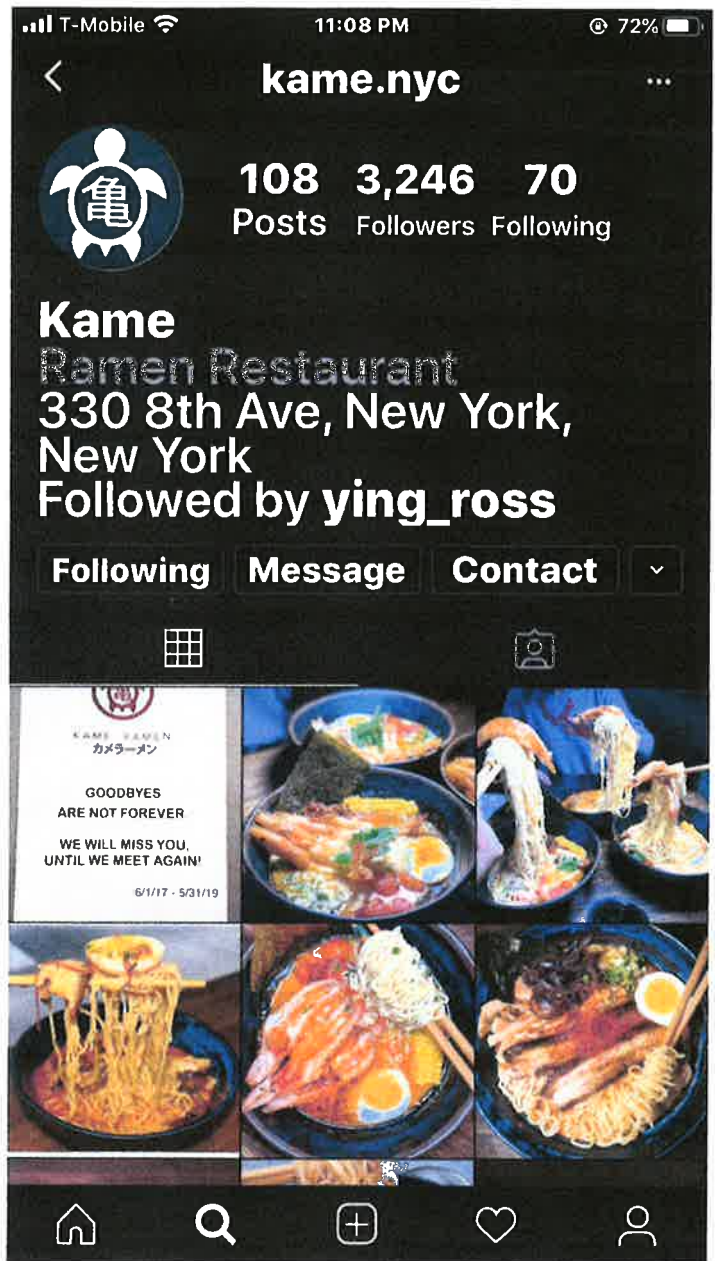 T-Mobile 11:08 PM 72%
kame.nyc
亀
108 3,246 70
Posts Followers Following
Kame
Ramen Restaurant
330 8th Ave, New York,
New York
Followed by ying_ross
Following Message Contact
亀
KAME RAMEN
カメラーメン
GOODBYES
ARE NOT FOREVER
WE WILL MISS YOU,
UNTIL WE MEET AGAIN!
6/1/17 - 5/31/19